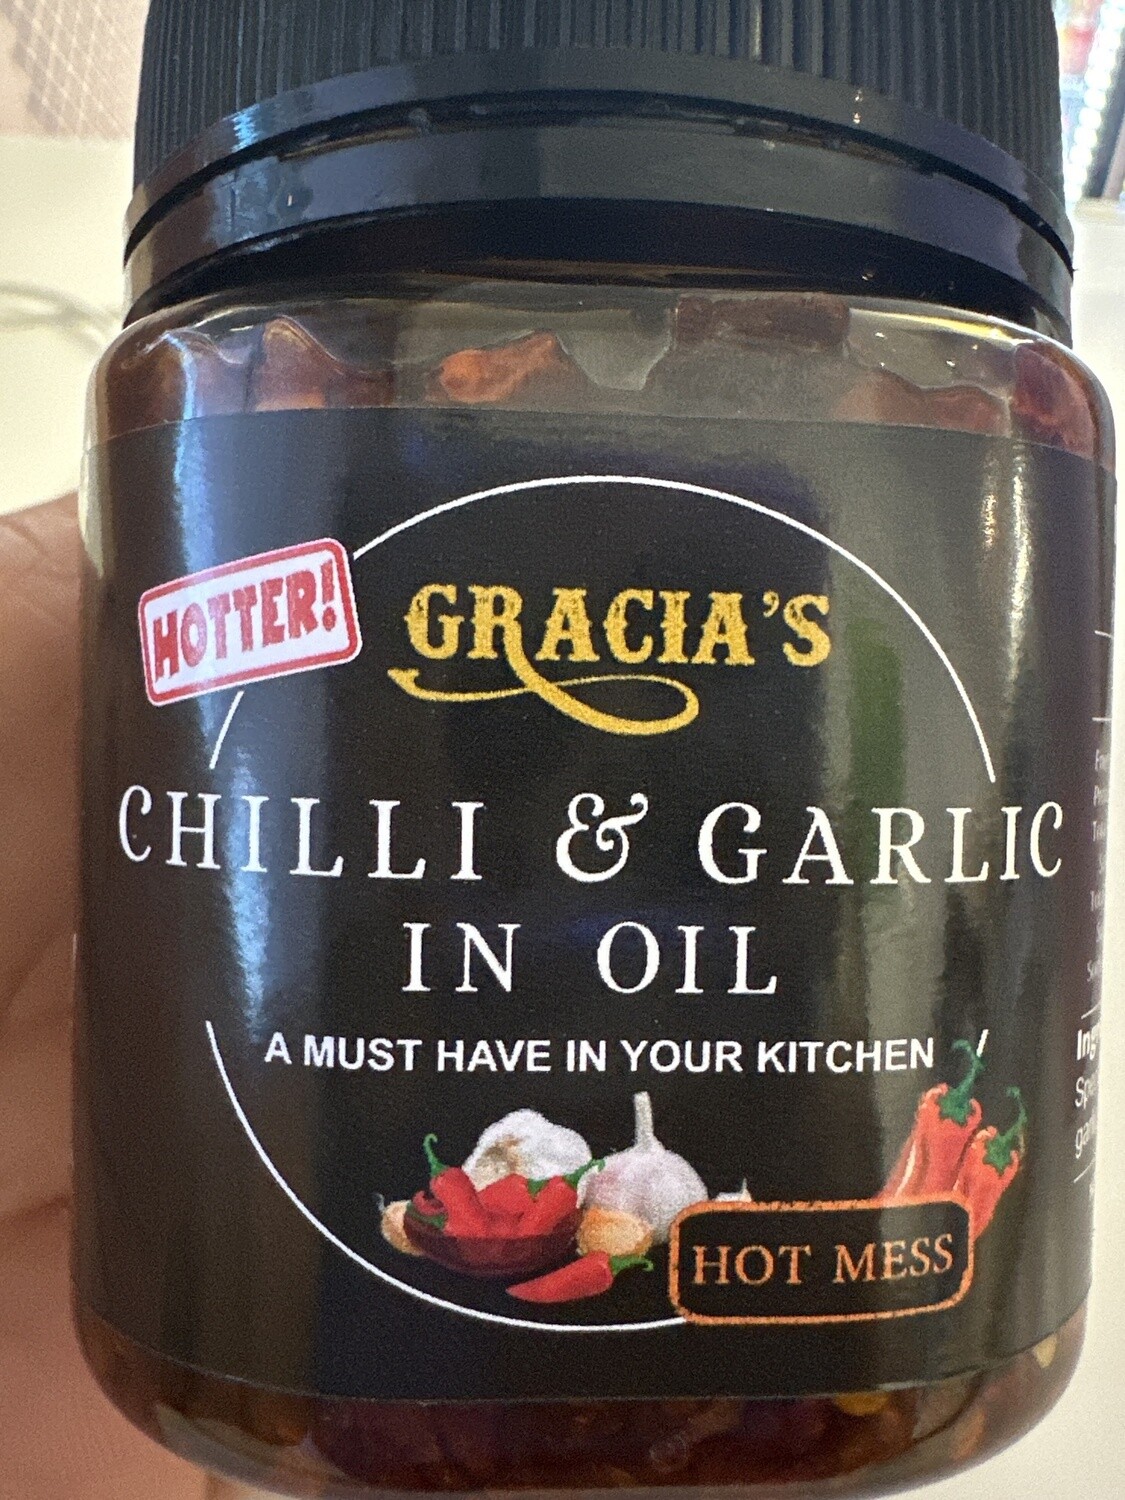 HOTTER!
GRACIA'S
CHILLI & GARLIC
IN OIL
A MUST HAVE IN YOUR KITCHEN
HOT MESS